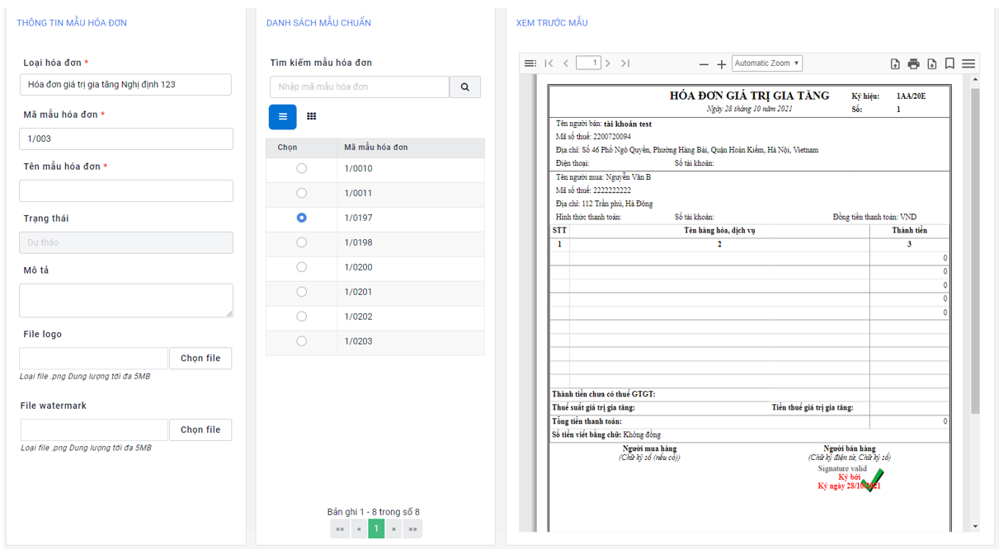 THÔNG TIN MẪU HÓA ĐƠN
Loại hóa đơn *
Hóa đơn giá trị gia tăng Nghị định 123
Mã mẫu hóa đơn *
1/003
Tên mẫu hóa đơn *
Trạng thái
Dự thảo
Mô tả
File logo
Chọn file
Loại file .png Dung lượng tối đa 5MB
File watermark
Chọn file
Loại file .png Dung lượng tối đa 5MB
DANH SÁCH MẪU CHUẨN
Tìm kiếm mẫu hóa đơn
Nhập mã mẫu hóa đơn
Chọn Mã mẫu hóa đơn
1/0010
1/0011
1/0197
1/0198
1/0200
1/0201
1/0202
1/0203
Bản ghi 1 - 8 trong số 8
«« « 1 » »»
XEM TRƯỚC MẪU
1 Automatic Zoom
HÓA ĐƠN GIÁ TRỊ GIA TĂNG Ký hiệu: 1AA/20E
Ngày 28 tháng 10 năm 2021 Số: 1
Tên người bán: tài khoản test
Mã số thuế: 2200720094
Địa chỉ: Số 46 Phố Ngô Quyền, Phường Hàng Bài, Quận Hoàn Kiếm, Hà Nội, Vietnam
Điện thoại: Số tài khoản:
Tên người mua: Nguyễn Văn B
Mã số thuế: 2222222222
Địa chỉ: 112 Trần phú, Hà Đông
Hình thức thanh toán: Số tài khoản: Đồng tiền thanh toán: VND
STT Tên hàng hóa, dịch vụ Thành tiền
1 2 3
0
0
0
0
0
Thành tiền chưa có thuế GTGT:
Thuế suất giá trị gia tăng: Tiền thuế giá trị gia tăng:
Tổng tiền thanh toán: 0
Số tiền viết bằng chữ: Không đồng
Người mua hàng Người bán hàng
(Chữ ký số (nếu có)) (Chữ ký điện tử, Chữ ký số)
Signature valid
Ký bởi
Ký ngày 28/10/2021